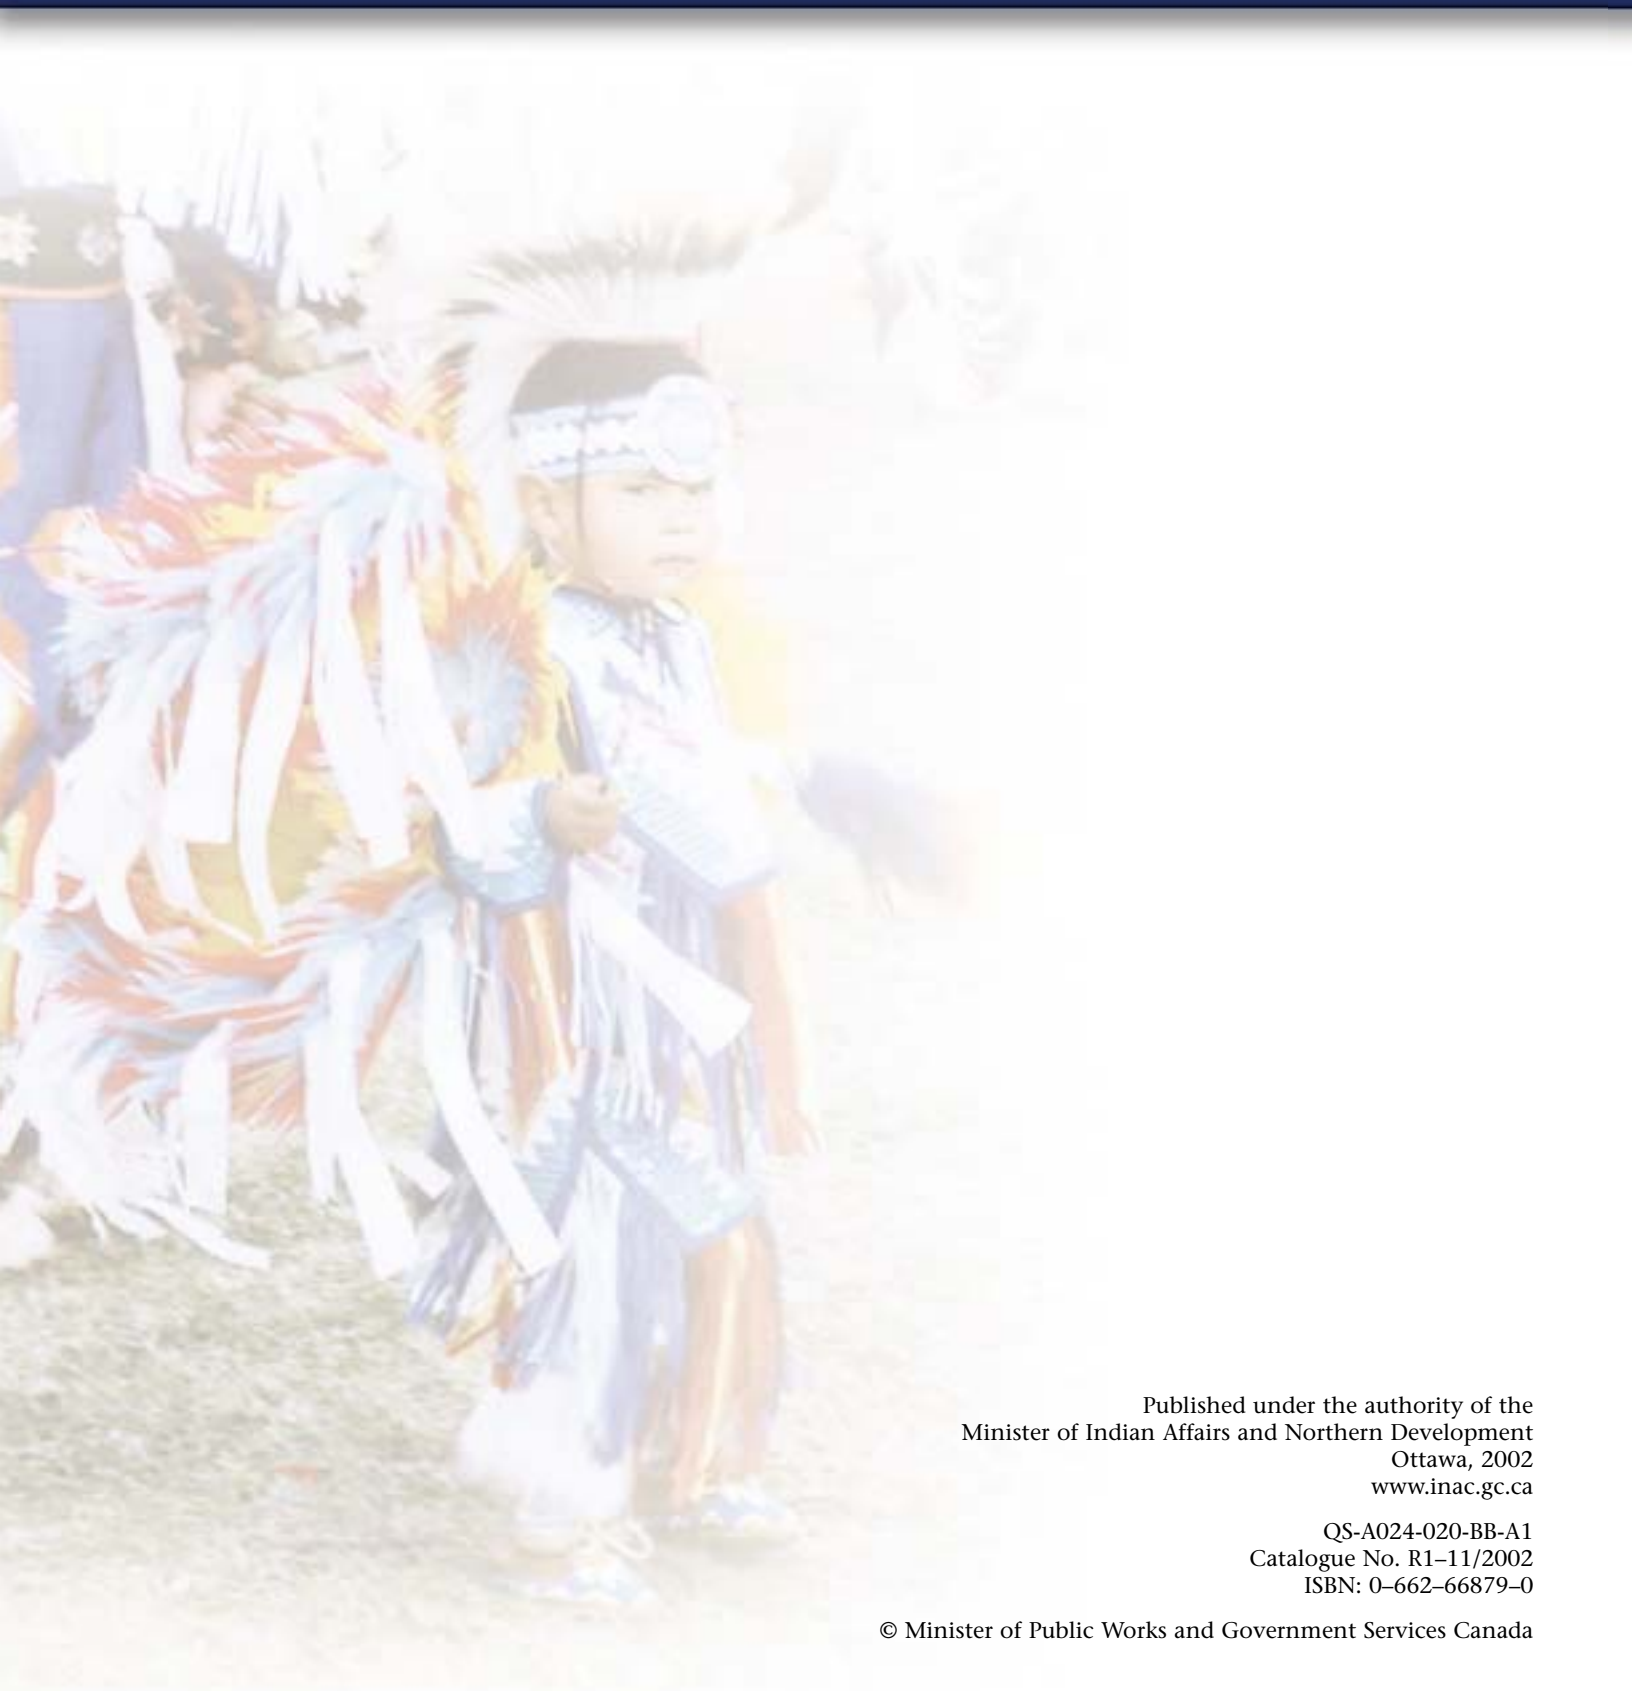 Published under the authority of the
Minister of Indian Affairs and Northern Development
Ottawa, 2002
www.inac.gc.ca
QS-A024-020-BB-A1
Catalogue No. R1–11/2002
ISBN: 0–662–66879–0
© Minister of Public Works and Government Services Canada